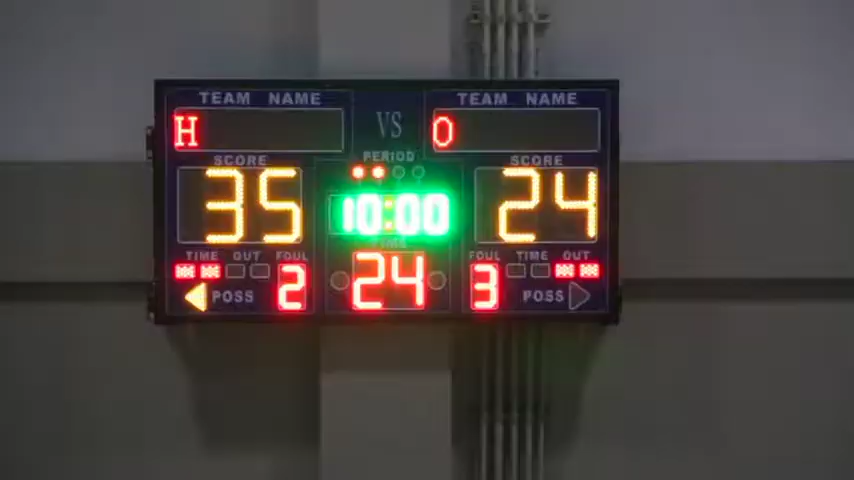 TEAM NAME TEAM NAME
H VS O
PERIOD
SCORE SCORE
35 10:00 24
TIME
TIME OUT FOUL FOUL TIME OUT
2 24 3
POSS POSS